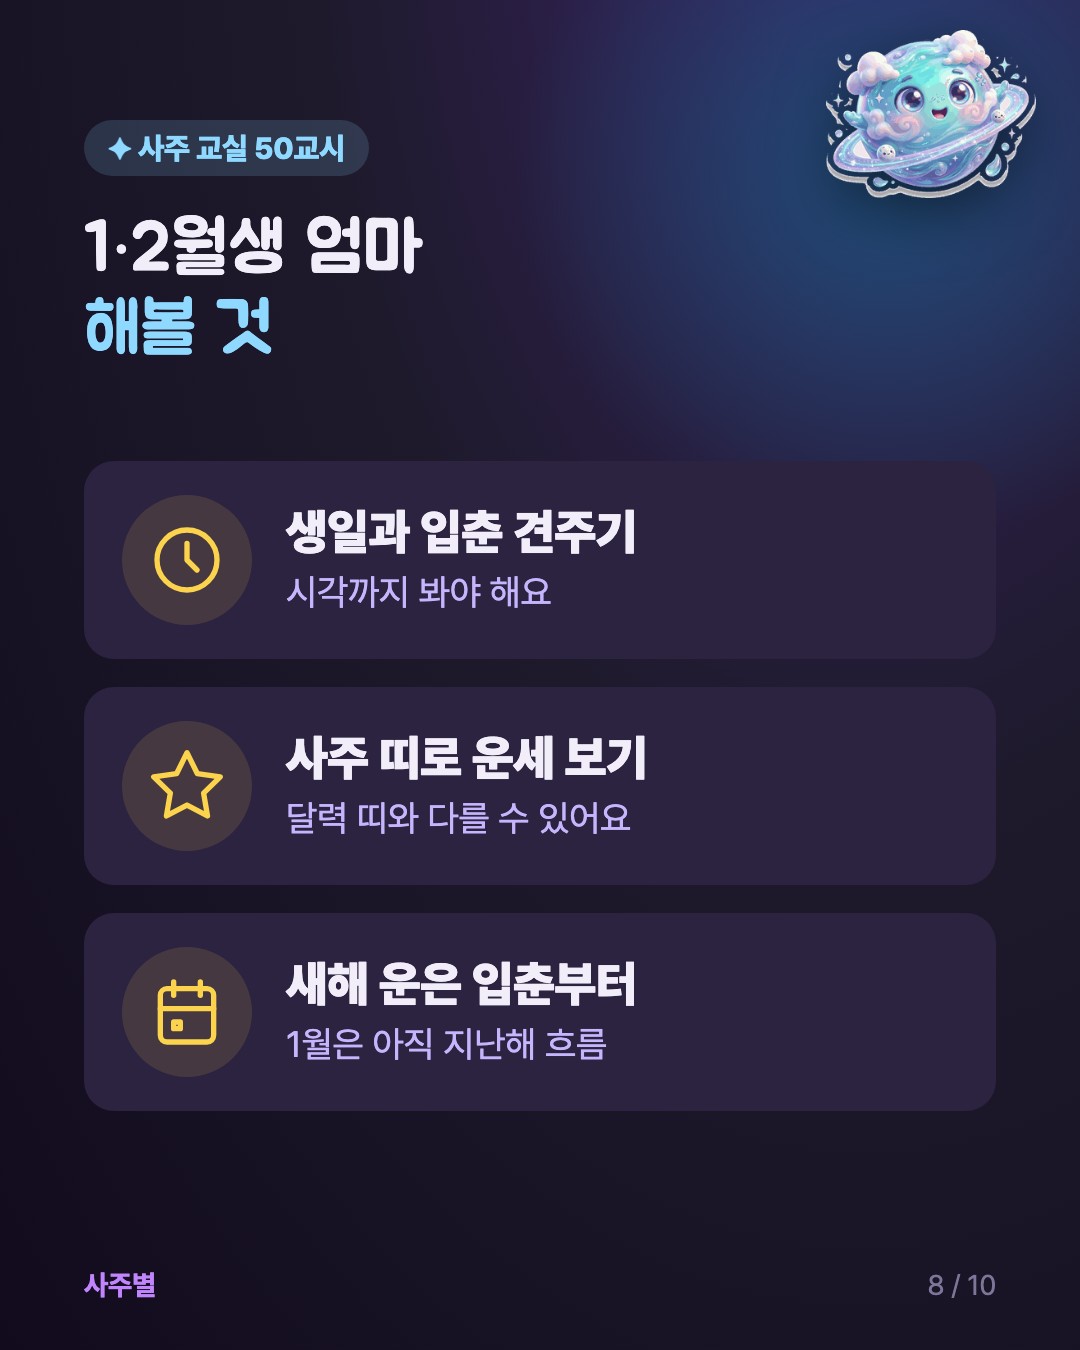 ✦ 사주 교실 50교시
1·2월생 엄마
해볼 것
생일과 입춘 견주기
시각까지 봐야 해요
사주 띠로 운세 보기
달력 띠와 다를 수 있어요
새해 운은 입춘부터
1월은 아직 지난해 흐름
사주별
8 / 10